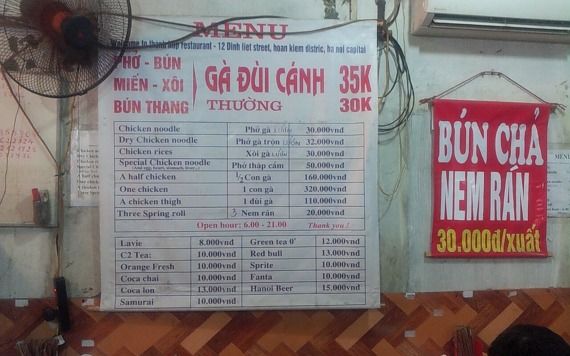 MENU
Welcome to thanh hop restaurant - 12 Dinh liet street, hoan kiem distric, ha noi capital
PHỞ - BÚN
MIẾN - XÔI
BÚN THANG
GÀ ĐÙI CÁNH 35K
THƯỜNG 30K
Chicken noodle Phở gà 30.000vnd
Dry Chicken noodle Phở gà trộn 32.000vnd
Chicken rices Xôi gà 30.000vnd
Special Chicken noodle Phở thập cẩm 50.000vnd
A half chicken 1/2 Con gà 160.000vnd
One chicken 1 con gà 320.000vnd
A chicken thigh 1 đùi gà 110.000vnd
Three Spring roll 3 Nem rán 20.000vnd
Open hour: 6.00 - 21.00 Thank you !
Lavie 8.000vnd Green tea 0° 12.000vnd
C2 Tea: 10.000vnd Red bull 13.000vnd
Orange Fresh 10.000vnd Sprite 10.000vnd
Coca chai 10.000vnd Fanta 10.000vnd
Coca lon 13.000vnd Hanoi Beer 15.000vnd
Samurai 10.000vnd
BÚN CHẢ
NEM RÁN
30.000đ/xuất
MENU